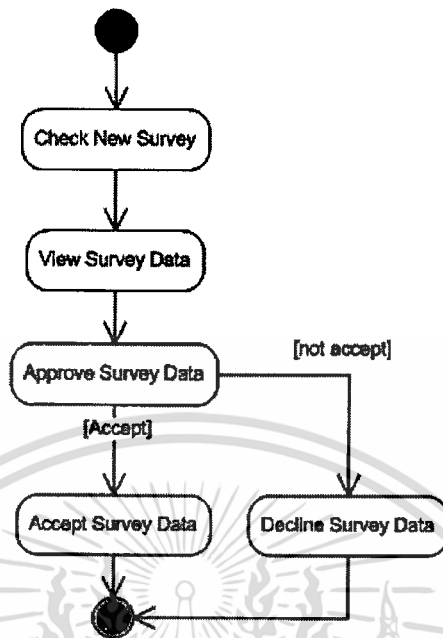 Check New Survey
View Survey Data
[not accept]
Approve Survey Data
[Accept]
Accept Survey Data
Decline Survey Data